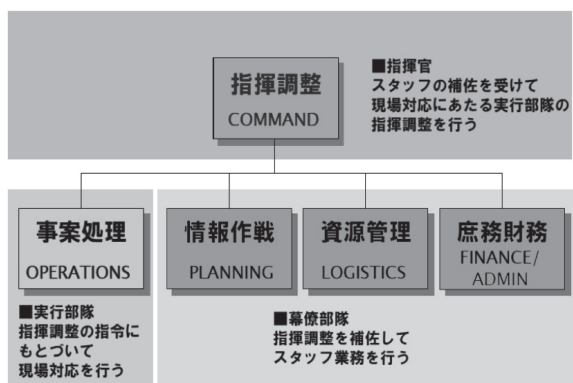 指揮調整
COMMAND
■指揮官
スタッフの補佐を受けて
現場対応にあたる実行部隊の
指揮調整を行う
事案処理
OPERATIONS
情報作戦
PLANNING
資源管理
LOGISTICS
庶務財務
FINANCE/
ADMIN
■実行部隊
指揮調整の指令に
もとづいて
現場対応を行う
■幕僚部隊
指揮調整を補佐して
スタッフ業務を行う